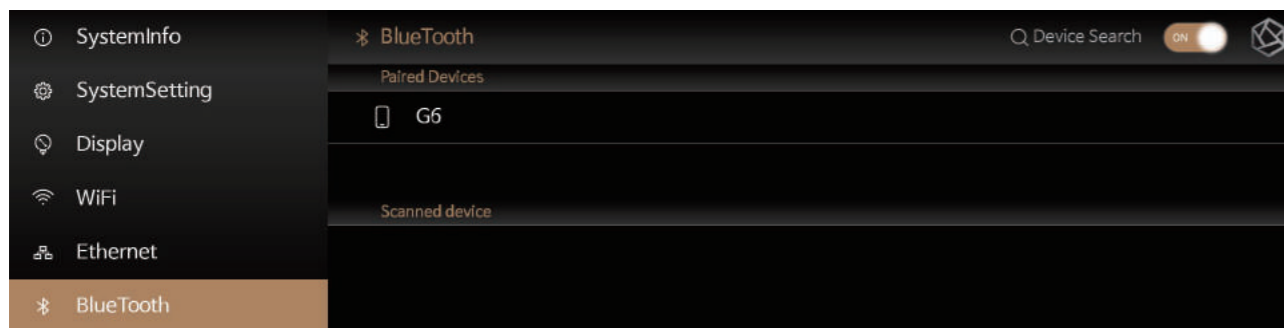 SystemInfo
SystemSetting
Display
WiFi
Ethernet
BlueTooth
BlueTooth
Device Search
ON
Paired Devices
G6
Scanned device